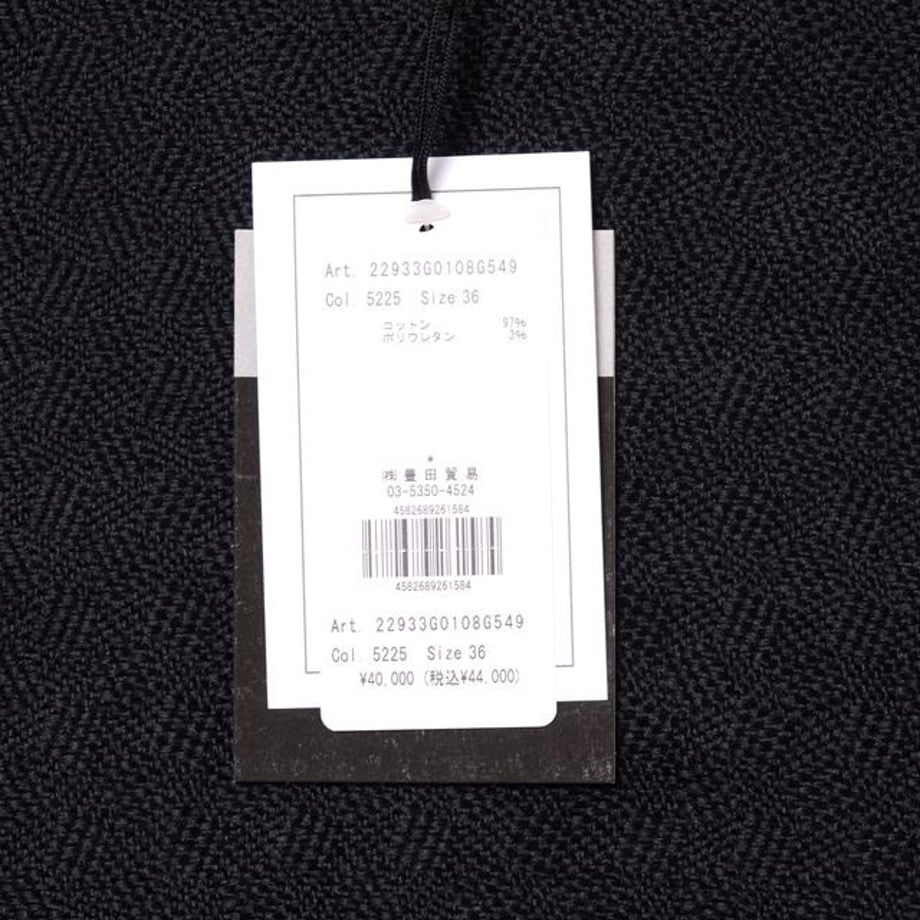 Art. 22933G0108G549
Col. 5225 Size 36
コットン 97%
ポリウレタン 3%
*
㈱豊田貿易
03-5350-4524
4582689261584
4582689261584
Art. 22933G0108G549
Col. 5225 Size 36
¥40,000 (税込¥44,000)